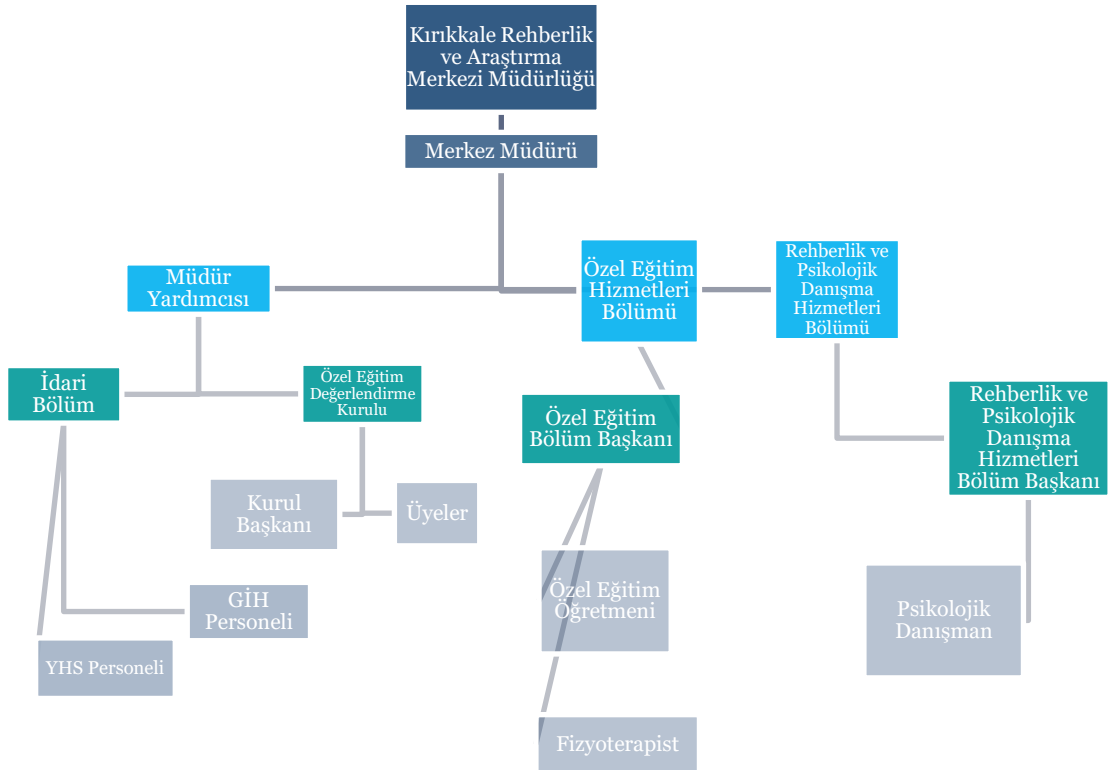 Kırıkkale Rehberlik
ve Araştırma
Merkezi Müdürlüğü
Merkez Müdürü
Müdür
Yardımcısı
Özel Eğitim
Hizmetleri
Bölümü
Rehberlik ve
Psikolojik
Danışma
Hizmetleri
Bölümü
İdari
Bölüm
Özel Eğitim
Değerlendirme
Kurulu
Özel Eğitim
Bölüm Başkanı
Rehberlik ve
Psikolojik
Danışma
Hizmetleri
Bölüm Başkanı
Kurul
Başkanı
Üyeler
GİH
Personeli
YHS Personeli
Özel Eğitim
Öğretmeni
Psikolojik
Danışman
Fizyoterapist